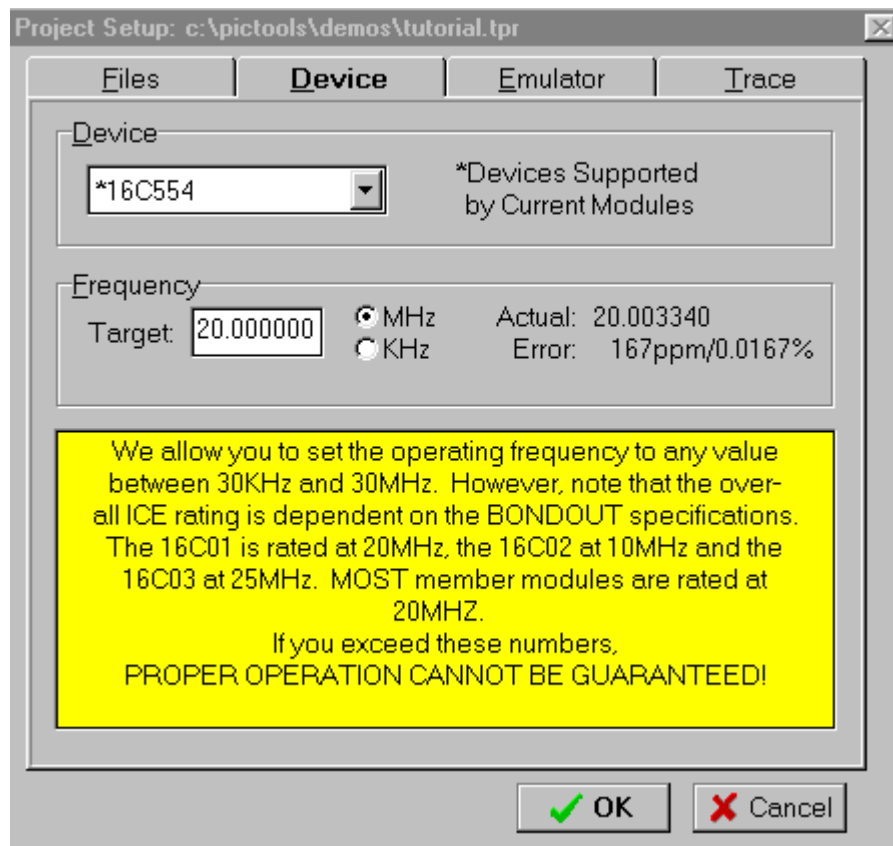 Project Setup: c:\pictools\demos\tutorial.tpr
Files
Device
Emulator
Trace
Device
*16C554
*Devices Supported
by Current Modules
Frequency
Target: 20.000000
MHz
KHz
Actual: 20.003340
Error: 167ppm/0.0167%
We allow you to set the operating frequency to any value
between 30KHz and 30MHz. However, note that the over-
all ICE rating is dependent on the BONDOUT specifications.
The 16C01 is rated at 20MHz, the 16C02 at 10MHz and the
16C03 at 25MHz. MOST member modules are rated at
20MHZ.
If you exceed these numbers,
PROPER OPERATION CANNOT BE GUARANTEED!
OK
Cancel